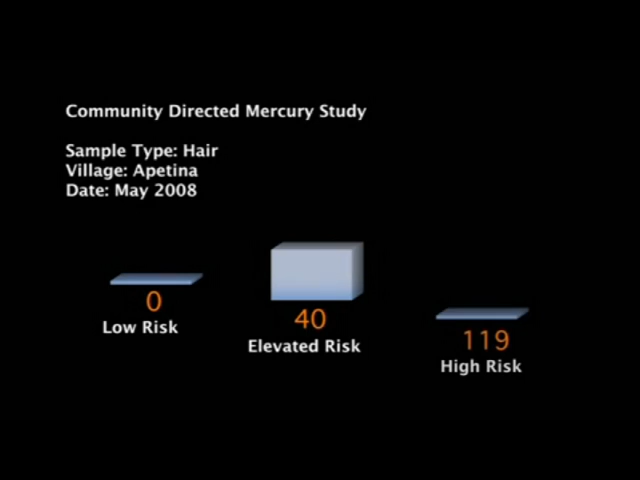 Community Directed Mercury Study
Sample Type: Hair
Village: Apetina
Date: May 2008
0
Low Risk
40
Elevated Risk
119
High Risk